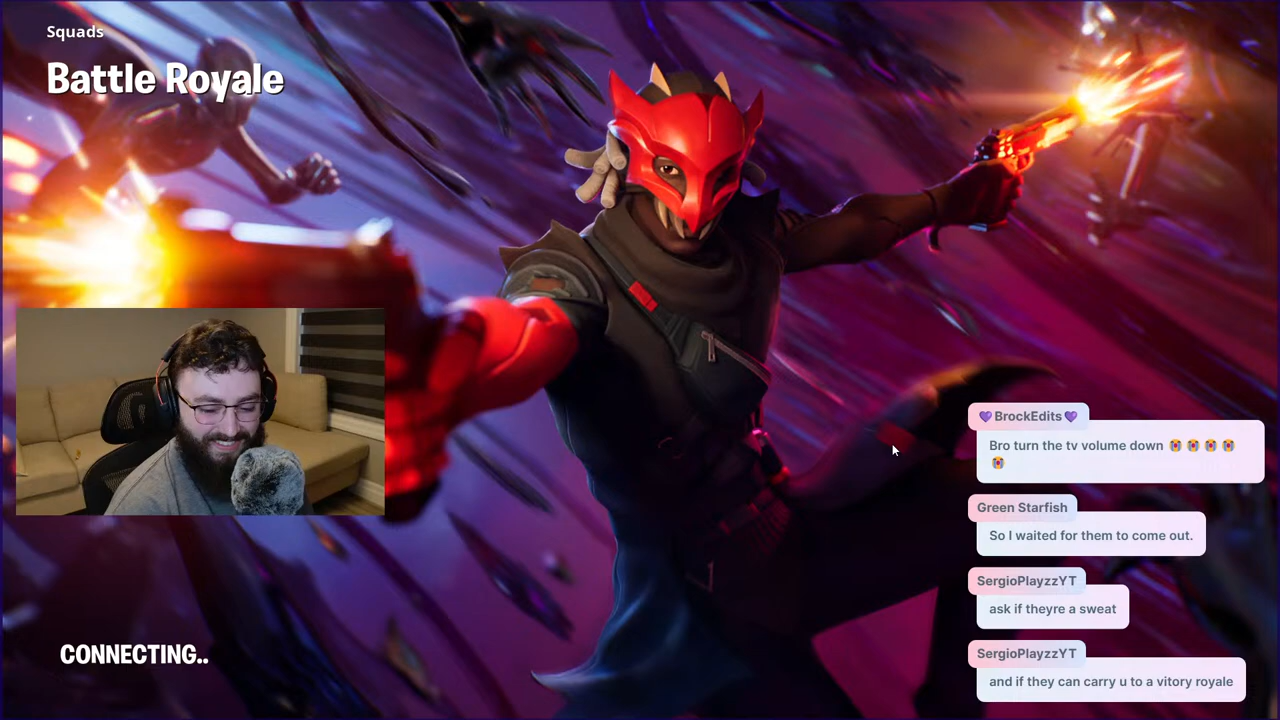 Squads
Battle Royale
💜BrockEdits💜
Bro turn the tv volume down 😭 😭 😭 😭
😭
Green Starfish
So I waited for them to come out.
SergioPlayzzYT
ask if theyre a sweat
SergioPlayzzYT
and if they can carry u to a vitory royale
CONNECTING..